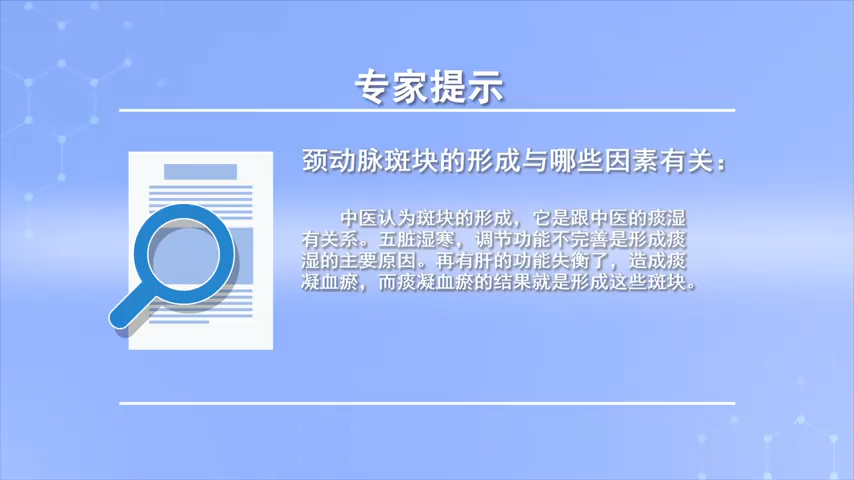 专家提示
颈动脉斑块的形成与哪些因素有关：
中医认为斑块的形成，它是跟中医的痰湿
有关系。五脏湿寒，调节功能不完善是形成痰
湿的主要原因。再有肝的功能失衡了，造成痰
凝血瘀，而痰凝血瘀的结果就是形成这些斑块。